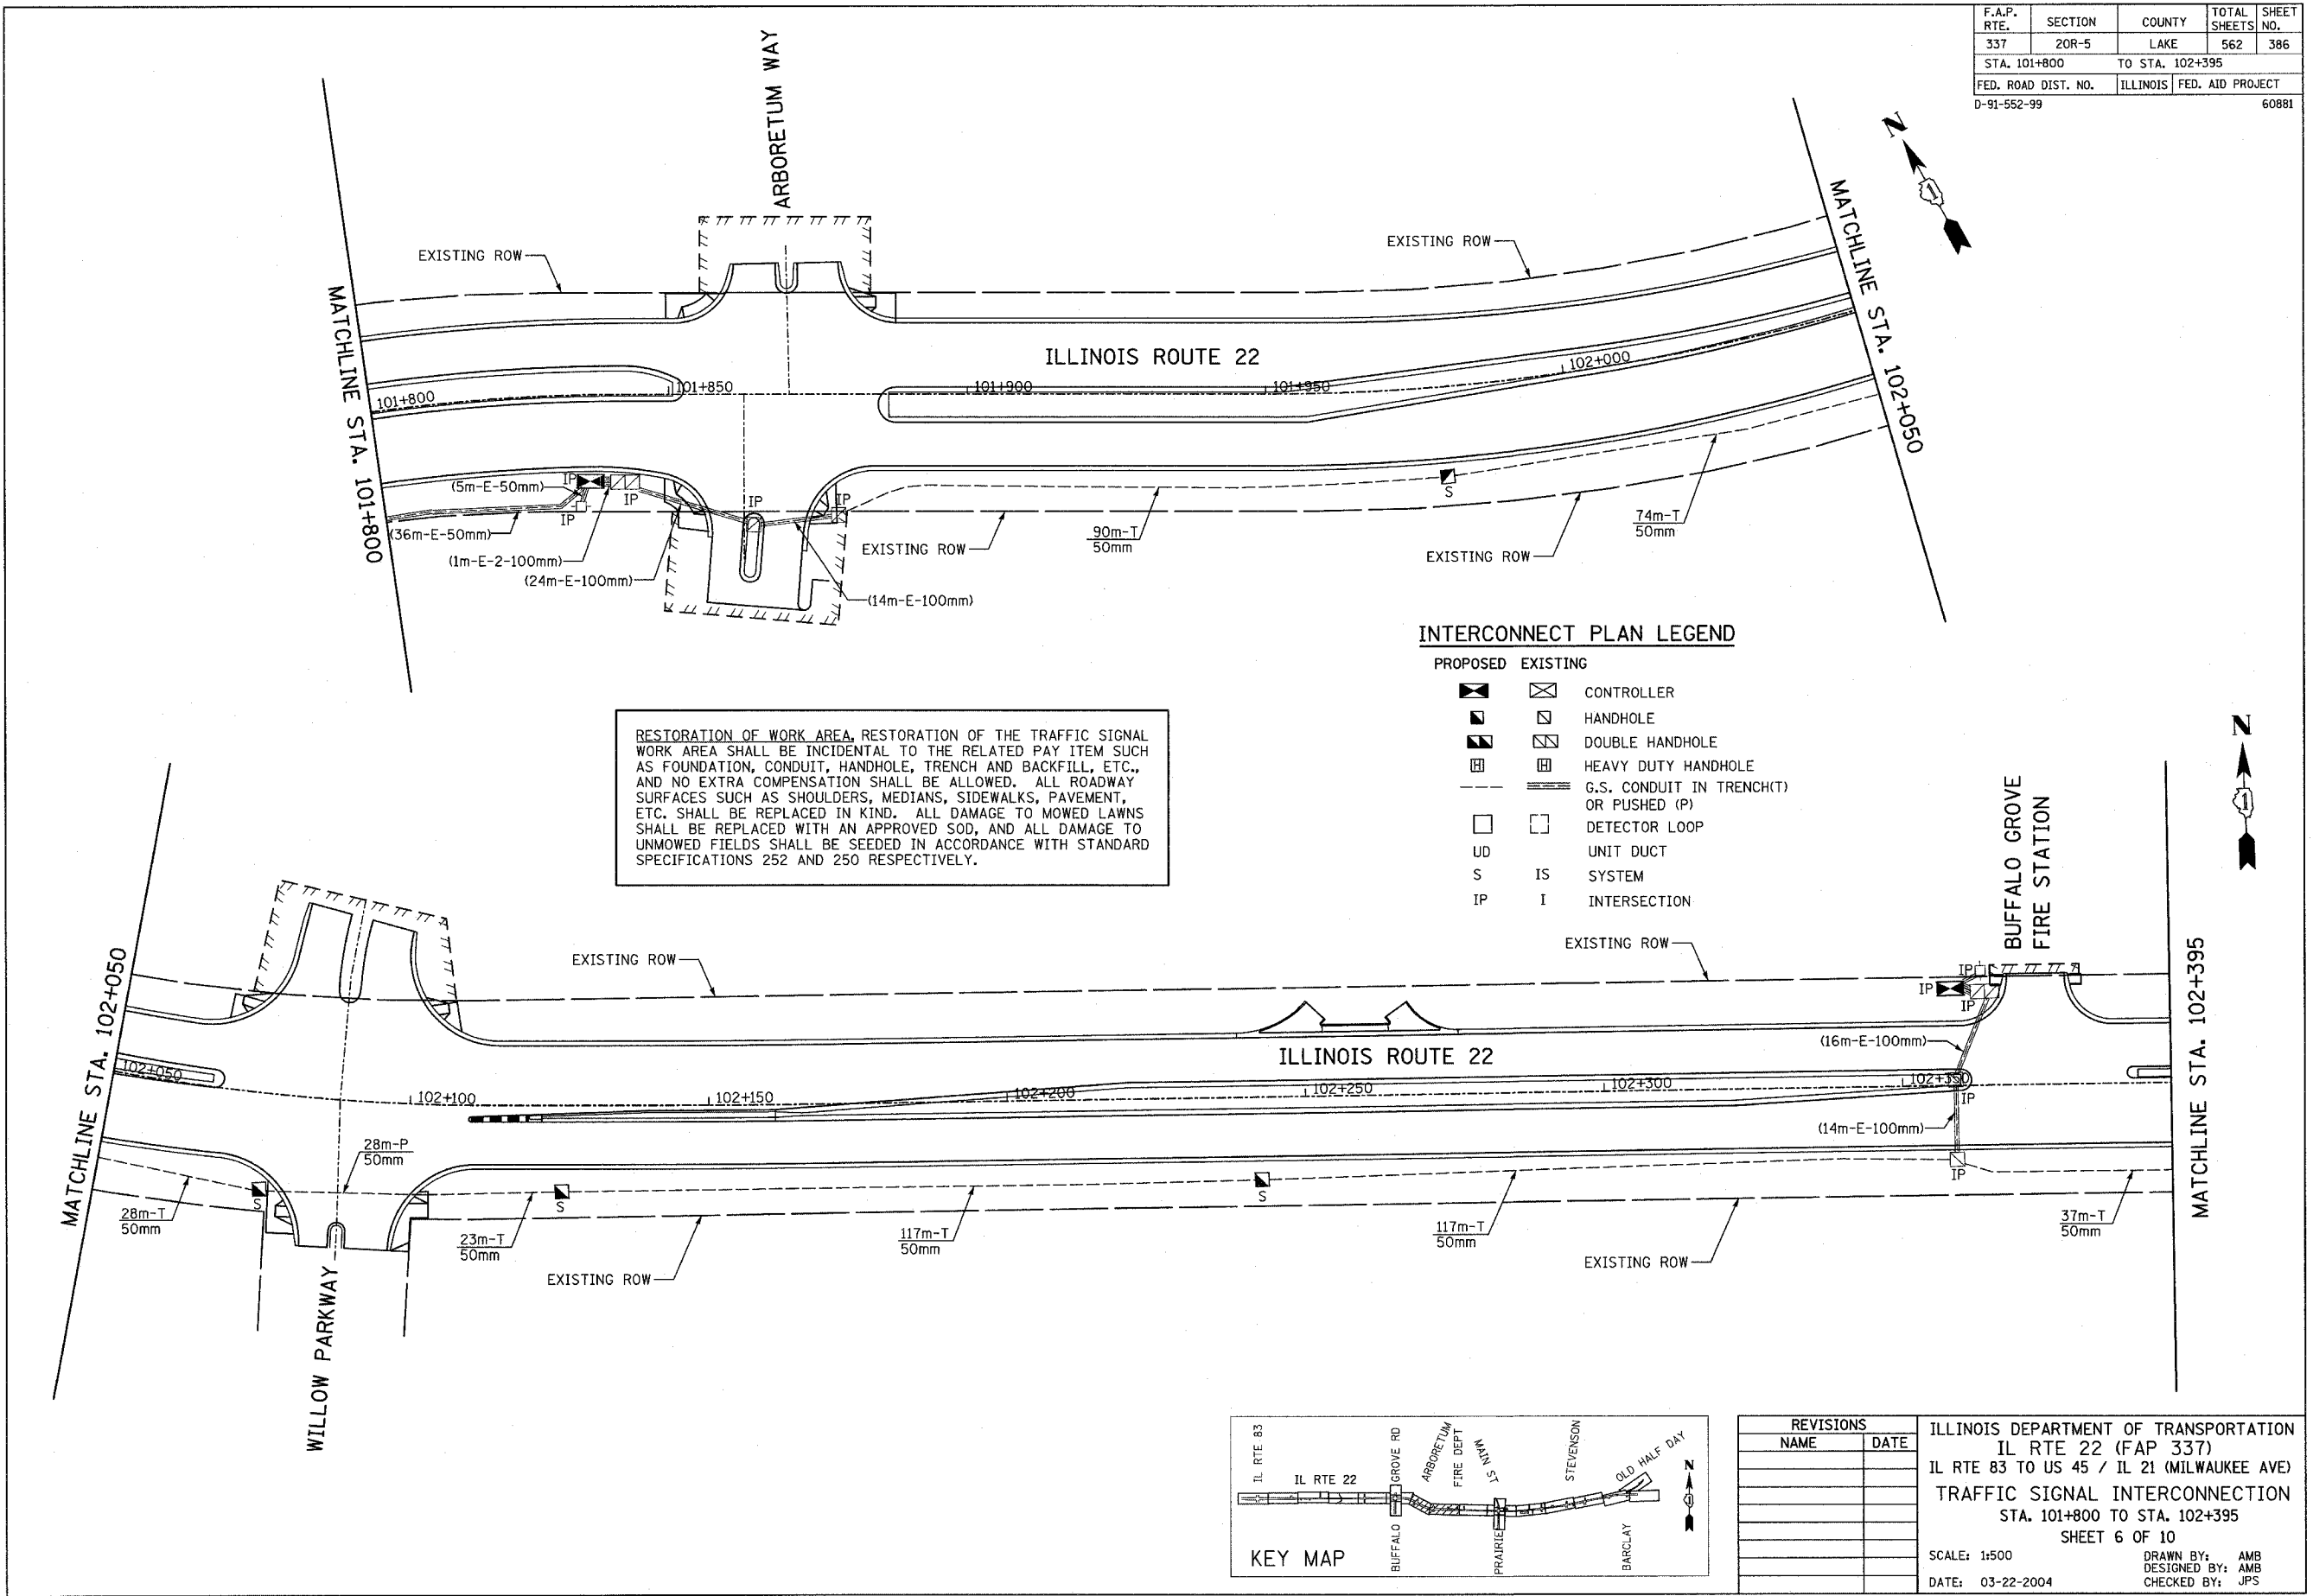 F.A.P. RTE. SECTION COUNTY TOTAL SHEETS SHEET NO.
337 20R-5 LAKE 562 386
STA. 101+800 TO STA. 102+395
FED. ROAD DIST. NO. ILLINOIS FED. AID PROJECT
D-91-552-99 60881
ARBORETUM WAY
N
1
MATCHLINE STA. 101+800
MATCHLINE STA. 102+050
EXISTING ROW
EXISTING ROW
ILLINOIS ROUTE 22
101+800
101+850
101+900
101+950
102+000
IP
IP
IP
IP
IP
(5m-E-50mm)
(36m-E-50mm)
(1m-E-2-100mm)
(24m-E-100mm)
(14m-E-100mm)
EXISTING ROW
90m-T
50mm
S
EXISTING ROW
74m-T
50mm
INTERCONNECT PLAN LEGEND
PROPOSED EXISTING
CONTROLLER
HANDHOLE
DOUBLE HANDHOLE
H H HEAVY DUTY HANDHOLE
G.S. CONDUIT IN TRENCH(T)
OR PUSHED (P)
DETECTOR LOOP
UD UNIT DUCT
S IS SYSTEM
IP I INTERSECTION
RESTORATION OF WORK AREA. RESTORATION OF THE TRAFFIC SIGNAL
WORK AREA SHALL BE INCIDENTAL TO THE RELATED PAY ITEM SUCH
AS FOUNDATION, CONDUIT, HANDHOLE, TRENCH AND BACKFILL, ETC.,
AND NO EXTRA COMPENSATION SHALL BE ALLOWED. ALL ROADWAY
SURFACES SUCH AS SHOULDERS, MEDIANS, SIDEWALKS, PAVEMENT,
ETC. SHALL BE REPLACED IN KIND. ALL DAMAGE TO MOWED LAWNS
SHALL BE REPLACED WITH AN APPROVED SOD, AND ALL DAMAGE TO
UNMOWED FIELDS SHALL BE SEEDED IN ACCORDANCE WITH STANDARD
SPECIFICATIONS 252 AND 250 RESPECTIVELY.
N
1
BUFFALO GROVE
FIRE STATION
MATCHLINE STA. 102+050
MATCHLINE STA. 102+395
EXISTING ROW
EXISTING ROW
IP
IP
IP
ILLINOIS ROUTE 22
(16m-E-100mm)
102+050
102+100
102+150
102+200
102+250
102+300
102+350
IP
(14m-E-100mm)
IP
28m-P
50mm
S
S
S
28m-T
50mm
23m-T
50mm
117m-T
50mm
117m-T
50mm
37m-T
50mm
EXISTING ROW
EXISTING ROW
WILLOW PARKWAY
IL RTE 83
IL RTE 22
GROVE RD
ARBORETUM
FIRE DEPT
MAIN ST
STEVENSON
OLD HALF DAY
N
1
BUFFALO
PRAIRIE
BARCLAY
KEY MAP
REVISIONS
NAME DATE
ILLINOIS DEPARTMENT OF TRANSPORTATION
IL RTE 22 (FAP 337)
IL RTE 83 TO US 45 / IL 21 (MILWAUKEE AVE)
TRAFFIC SIGNAL INTERCONNECTION
STA. 101+800 TO STA. 102+395
SHEET 6 OF 10
SCALE: 1:500 DRAWN BY: AMB
DESIGNED BY: AMB
DATE: 03-22-2004 CHECKED BY: JPS